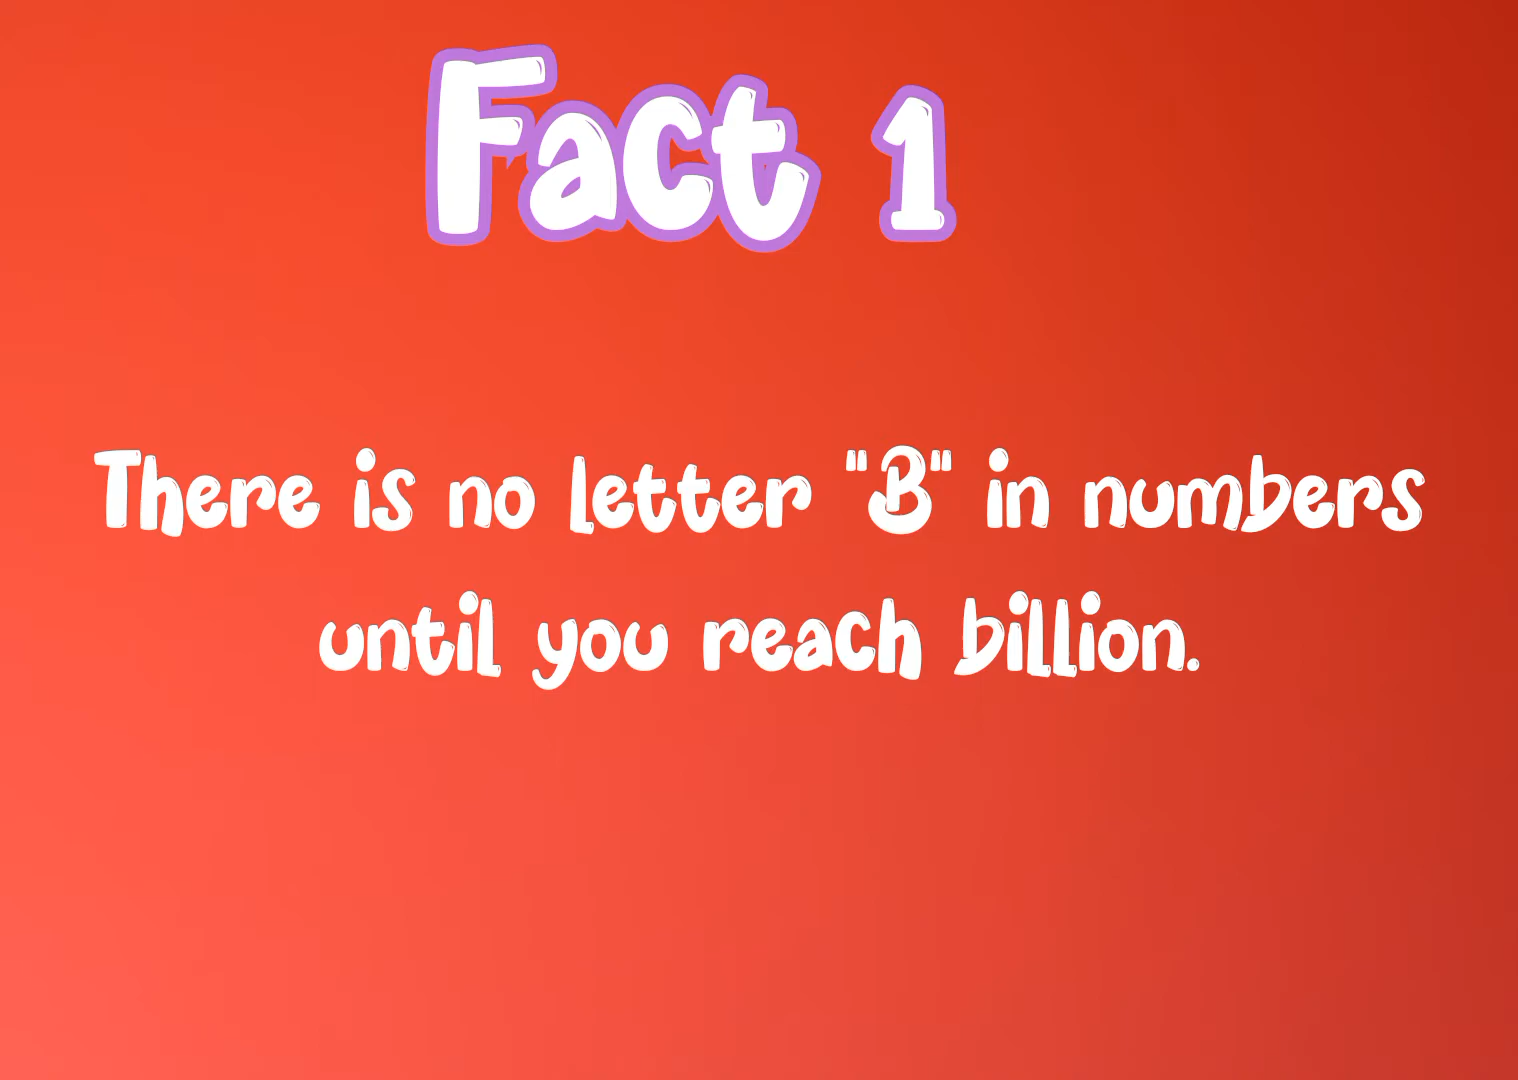 Fact 1
There is no letter "B" in numbers
until you reach billion.